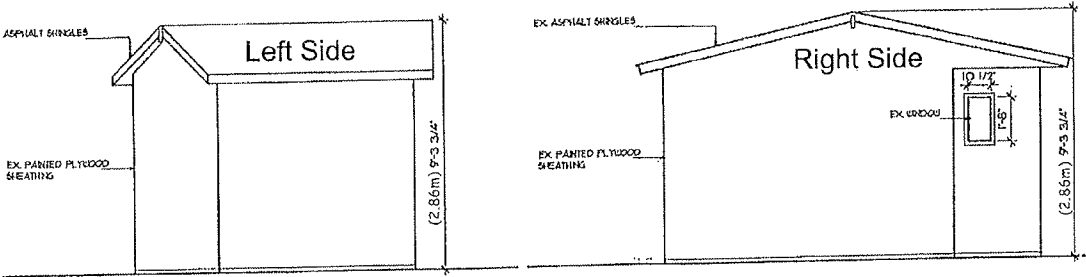 ASPHALT SHINGLES
Left Side
EX. PAINTED PLYWOOD
SHEATHING
(2.86m) 9'-3 3/4"
EX. ASPHALT SHINGLES
Right Side
10 1/2"
EX. WINDOW
1'-6"
EX. PAINTED PLYWOOD
SHEATHING
(2.86m) 9'-3 3/4"